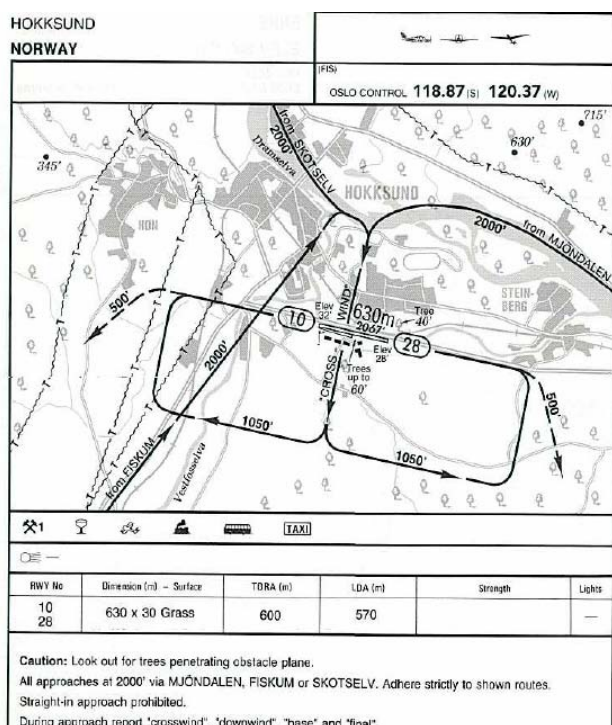 HOKKSUND
NORWAY
(FIS)
OSLO CONTROL 118.87 (S) 120.37 (W)
from SKOTSELV
2000'
Dramselva
715'
630'
345'
HOKKSUND
2000'
from MJÖNDALEN
HON
500'
STEIN-
BERG
10
Elev
32'
"CROSS WIND"
630m
2067'
Tree
40'
28
Elev
28'
Trees
up to
60'
2000'
500'
1050'
1050'
from FISKUM
Vestfosselva
1
TAXI
RWY No
Dimension (m) – Surface
TORA (m)
LDA (m)
Strength
Lights
10
28
630 x 30 Grass
600
570
—
Caution: Look out for trees penetrating obstacle plane.
All approaches at 2000' via MJÖNDALEN, FISKUM or SKOTSELV. Adhere strictly to shown routes.
Straight-in approach prohibited.
During approach report "crosswind", "downwind", "base" and "final"